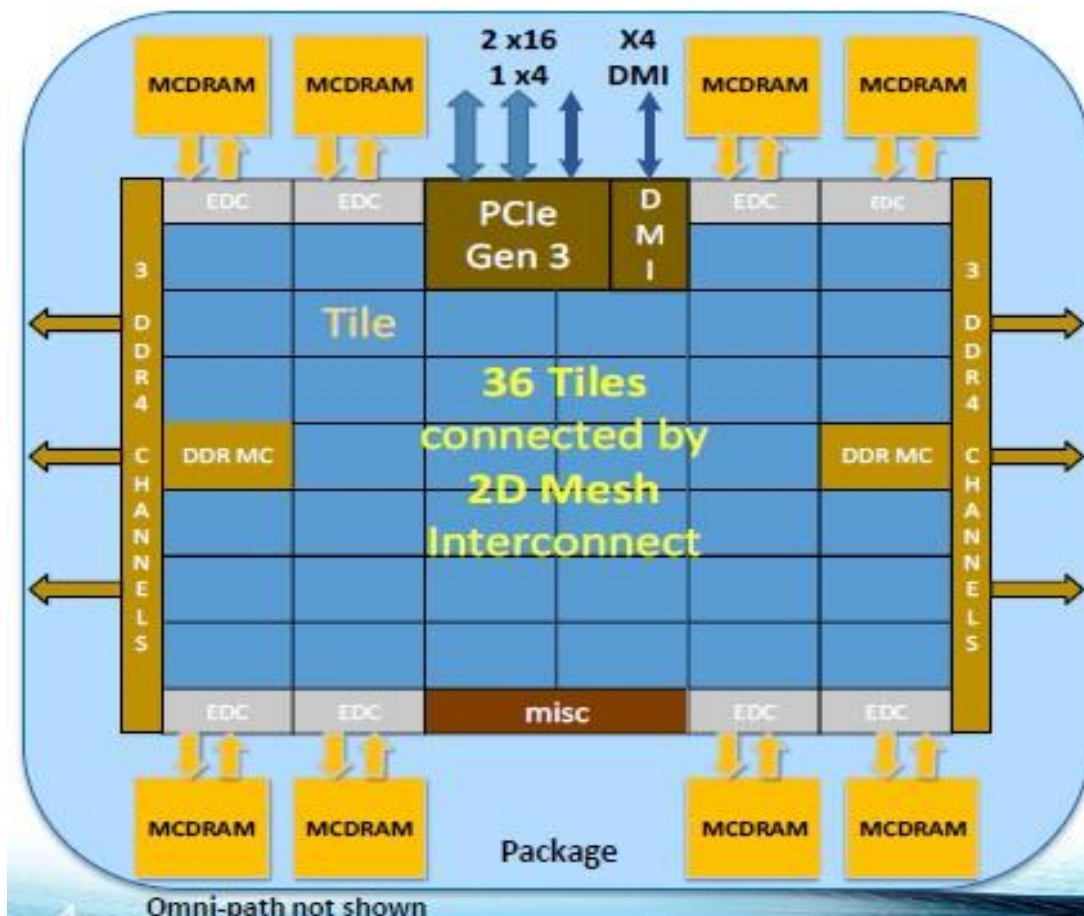 2 x16
1 x4
X4
DMI
MCDRAM
MCDRAM
MCDRAM
MCDRAM
EDC
EDC
PCIe
Gen 3
D
M
I
EDC
EDC
3 DDR4 CHANNELS
3 DDR4 CHANNELS
Tile
36 Tiles
connected by
2D Mesh
Interconnect
DDR MC
DDR MC
EDC
EDC
misc
EDC
EDC
MCDRAM
MCDRAM
MCDRAM
MCDRAM
Package
Omni-path not shown